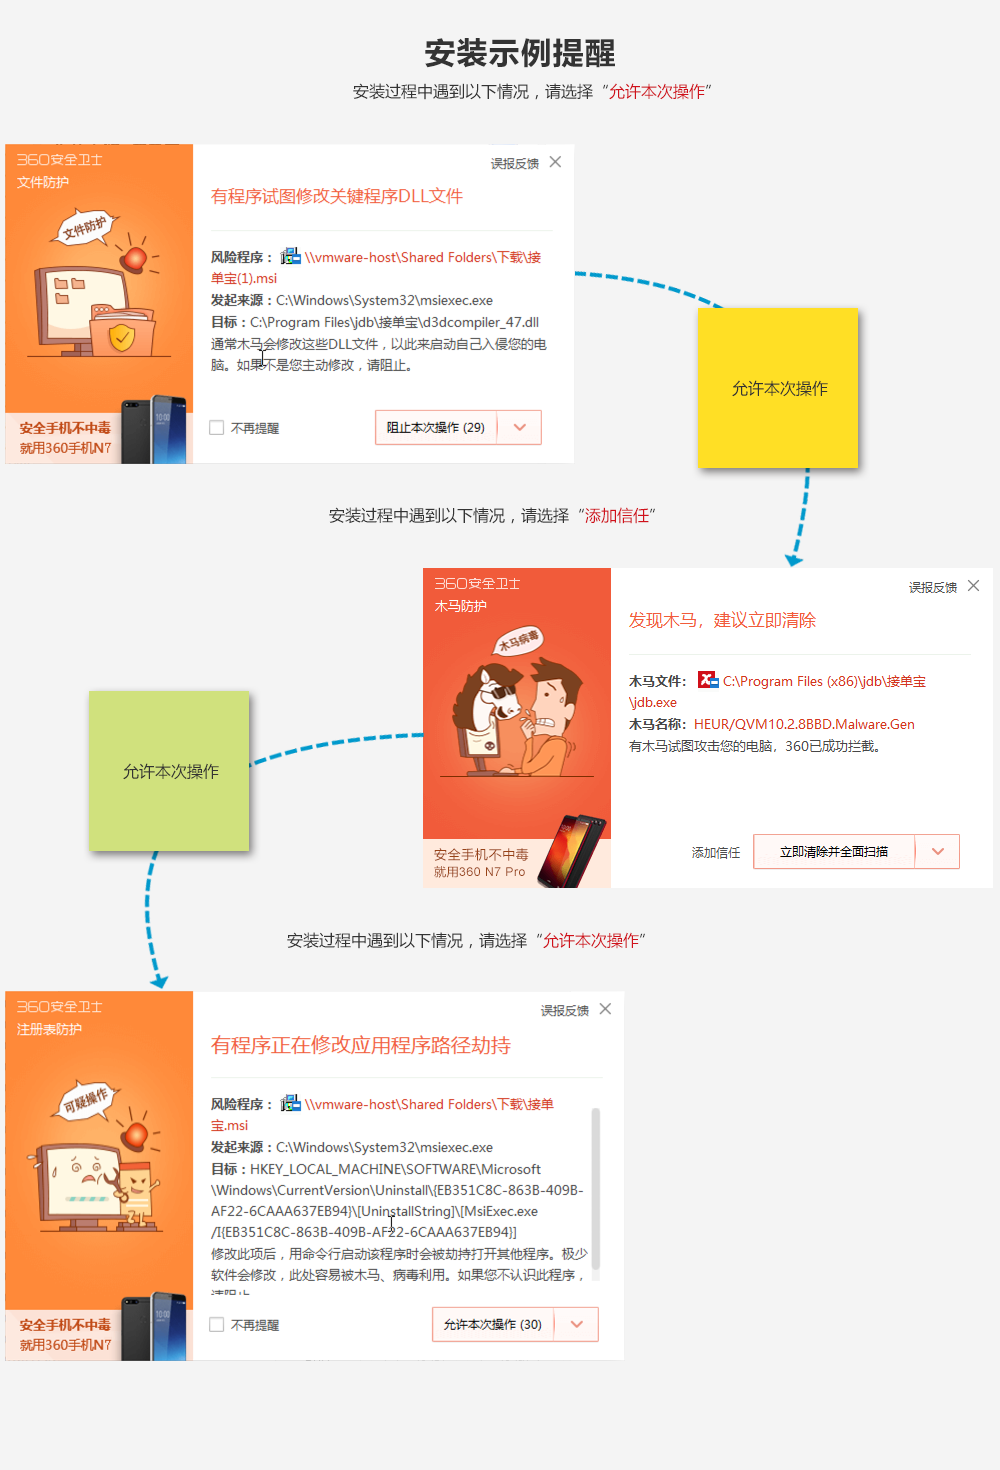 安装示例提醒
安装过程中遇到以下情况，请选择“允许本次操作”
360安全卫士
文件防护
文件防护
安全手机不中毒
就用360手机N7
误报反馈
有程序试图修改关键程序DLL文件
风险程序： \\vmware-host\Shared Folders\下载\接
单宝(1).msi
发起来源：C:\Windows\System32\msiexec.exe
目标：C:\Program Files\jdb\接单宝\d3dcompiler_47.dll
通常木马会修改这些DLL文件，以此来启动自己入侵您的电
脑。如果不是您主动修改，请阻止。
不再提醒
阻止本次操作 (29)
允许本次操作
安装过程中遇到以下情况，请选择“添加信任”
360安全卫士
木马防护
木马病毒
安全手机不中毒
就用360 N7 Pro
误报反馈
发现木马，建议立即清除
木马文件： C:\Program Files (x86)\jdb\接单宝
\jdb.exe
木马名称：HEUR/QVM10.2.8BBD.Malware.Gen
有木马试图攻击您的电脑，360已成功拦截。
添加信任
立即清除并全面扫描
允许本次操作
安装过程中遇到以下情况，请选择“允许本次操作”
360安全卫士
注册表防护
可疑操作
安全手机不中毒
就用360手机N7
误报反馈
有程序正在修改应用程序路径劫持
风险程序： \\vmware-host\Shared Folders\下载\接单
宝.msi
发起来源：C:\Windows\System32\msiexec.exe
目标：HKEY_LOCAL_MACHINE\SOFTWARE\Microsoft
\Windows\CurrentVersion\Uninstall\{EB351C8C-863B-409B-
AF22-6CAAA637EB94}\[UninstallString]\[MsiExec.exe
/I{EB351C8C-863B-409B-AF22-6CAAA637EB94}]
修改此项后，用命令行启动该程序时会被劫持打开其他程序。极少
软件会修改，此处容易被木马、病毒利用。如果您不认识此程序，
不再提醒
允许本次操作 (30)